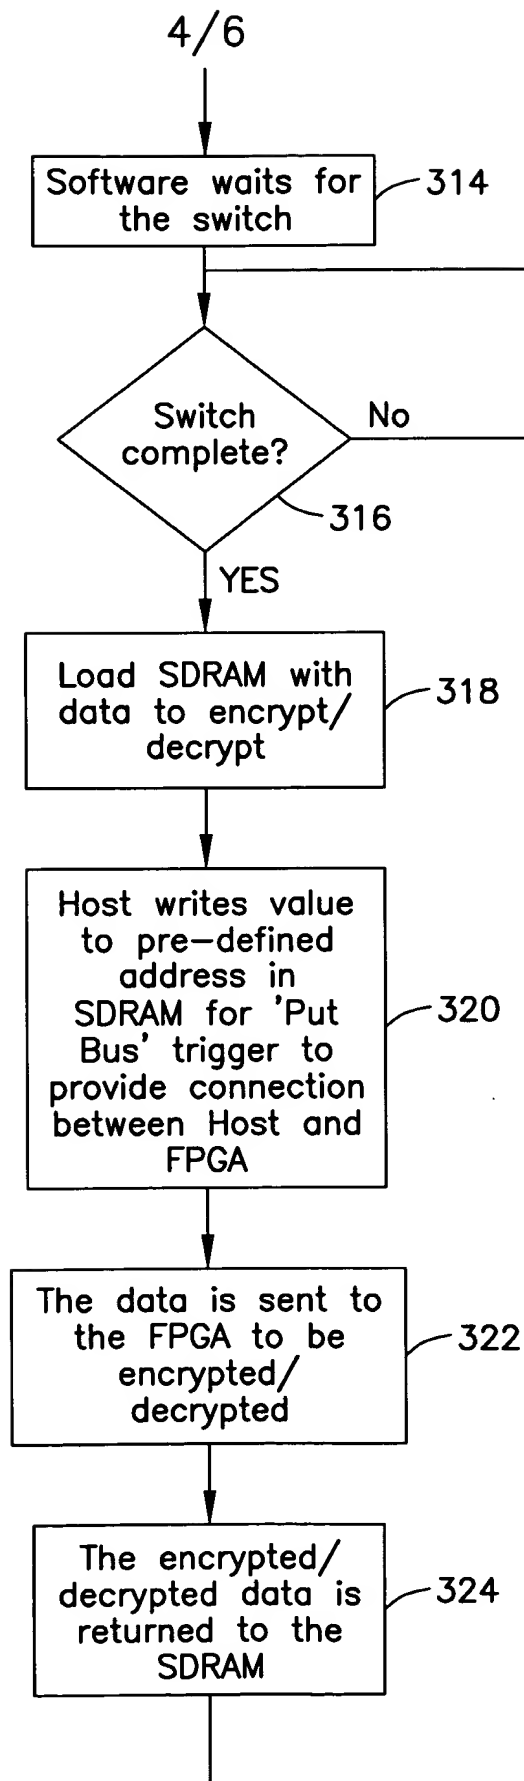 4/6
Software waits for
the switch
314
Switch
complete?
No
316
YES
Load SDRAM with
data to encrypt/
decrypt
318
Host writes value
to pre-defined
address in
SDRAM for 'Put
Bus' trigger to
provide connection
between Host and
FPGA
320
The data is sent to
the FPGA to be
encrypted/
decrypted
322
The encrypted/
decrypted data is
returned to the
SDRAM
324